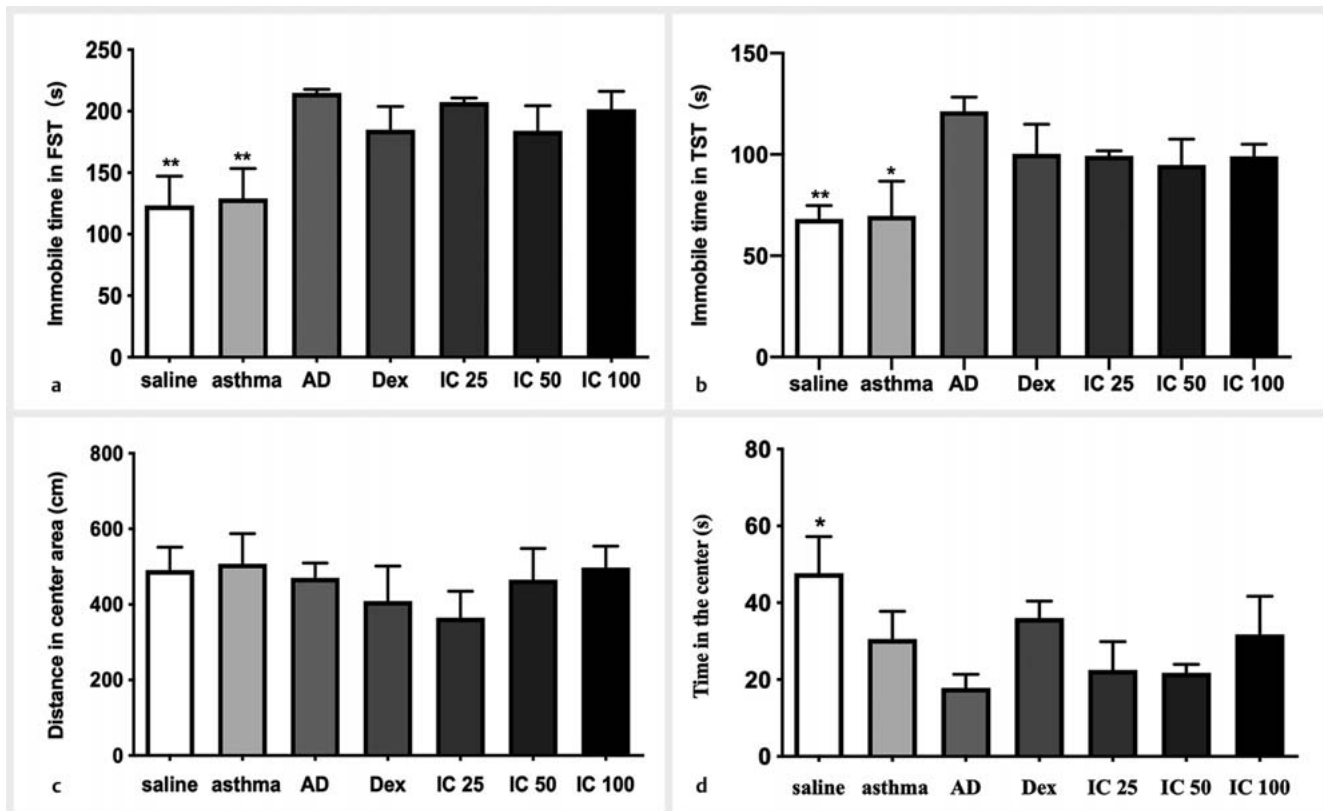 Immobile time in FST (s)
250
200
150
100
50
0
**
**
saline asthma AD Dex IC 25 IC 50 IC 100
a
Immobile time in TST (s)
150
100
50
0
**
*
saline asthma AD Dex IC 25 IC 50 IC 100
b
Distance in center area (cm)
800
600
400
200
0
saline asthma AD Dex IC 25 IC 50 IC 100
c
Time in the center (s)
80
60
40
20
0
*
saline asthma AD Dex IC 25 IC 50 IC 100
d